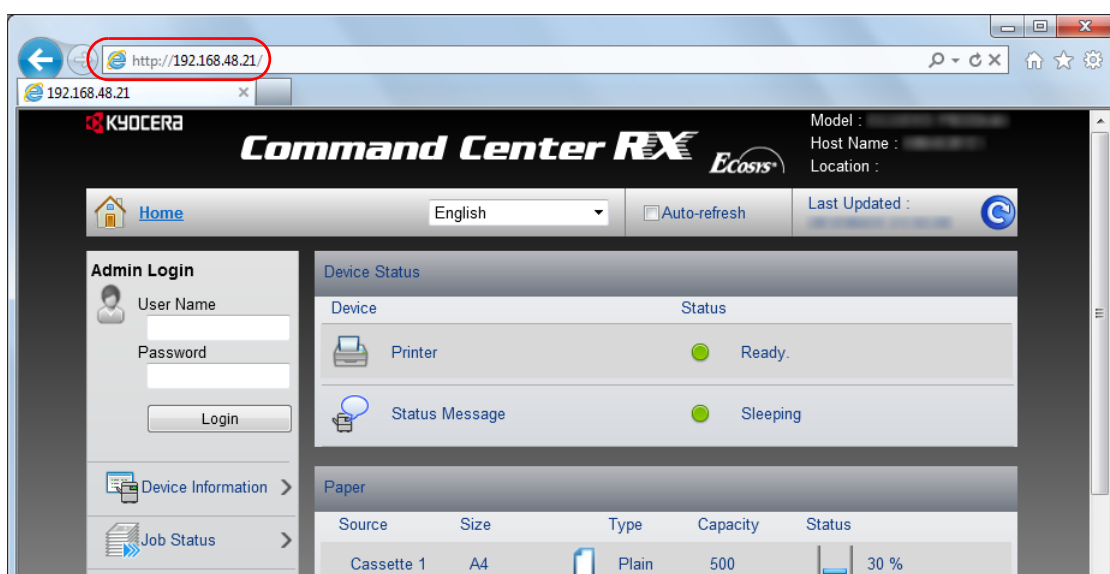 http://192.168.48.21/
192.168.48.21
KYOCERA
Command Center RX
Ecosys
Model :
Host Name :
Location :
Home
English
Auto-refresh
Last Updated :
Admin Login
User Name
Password
Login
Device Information
Job Status
Device Status
Device Status
Printer Ready.
Status Message Sleeping
Paper
Source Size Type Capacity Status
Cassette 1 A4 Plain 500 30 %